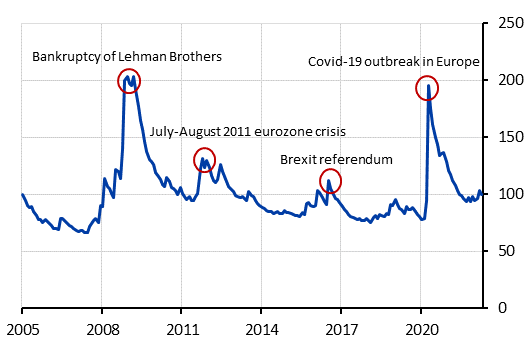 250
Bankruptcy of Lehman Brothers
Covid-19 outbreak in Europe
200
July-August 2011 eurozone crisis
150
Brexit referendum
100
50
0
2005 2008 2011 2014 2017 2020